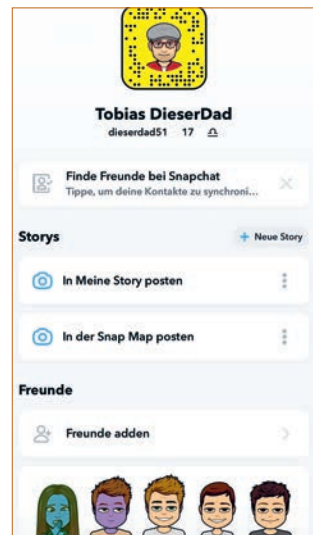 Tobias DieserDad
dieserdad51 17 ♎
Finde Freunde bei Snapchat
Tippe, um deine Kontakte zu synchroni...
Storys
+ Neue Story
In Meine Story posten
In der Snap Map posten
Freunde
Freunde adden